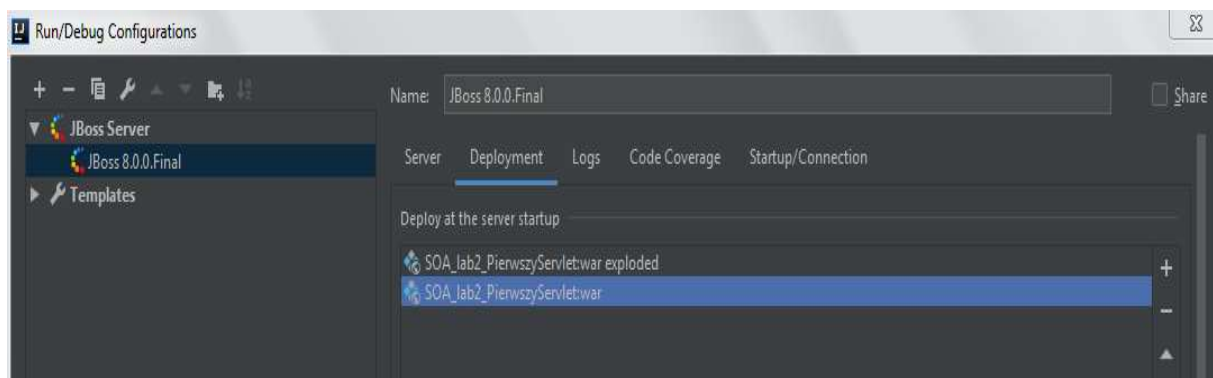 Run/Debug Configurations
Name: JBoss 8.0.0.Final
Share
JBoss Server
JBoss 8.0.0.Final
Templates
Server Deployment Logs Code Coverage Startup/Connection
Deploy at the server startup
SOA_lab2_PierwszyServlet:war exploded
SOA_lab2_PierwszyServlet:war